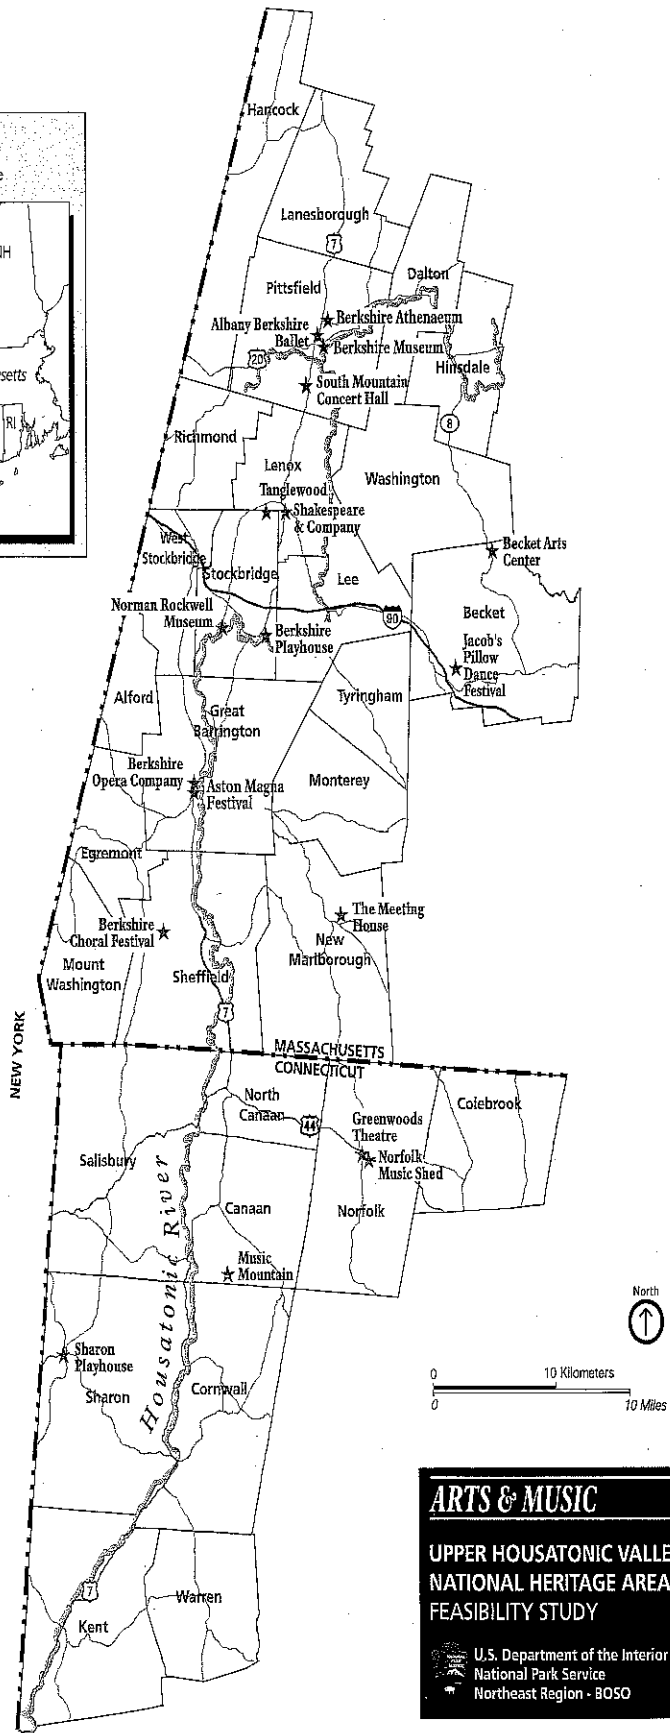 Hancock
e
NH
setts
RI
Lanesborough
7
Dalton
Pittsfield
Berkshire Athenaeum
Albany Berkshire
Ballet
Berkshire Museum
20
Hinsdale
South Mountain
Concert Hall
8
Richmond
Lenox
Washington
Tanglewood
Shakespeare
& Company
West
Stockbridge
Becket Arts
Center
Stockbridge
Lee
Norman Rockwell
Museum
90
Becket
Berkshire
Playhouse
Jacob's
Pillow
Dance
Festival
Alford
Tyringham
Great
Barrington
Berkshire
Opera Company
Aston Magna
Festival
Monterey
Egremont
The Meeting
House
Berkshire
Choral Festival
New
Marlborough
Mount
Washington
Sheffield
7
NEW YORK
MASSACHUSETTS
CONNECTICUT
North
Canaan
44
Colebrook
Greenwoods
Theatre
Norfolk
Music Shed
Salisbury
Canaan
Norfolk
Housatonic River
Music
Mountain
North
Sharon
Playhouse
Sharon
Cornwall
0 10 Kilometers
0 10 Miles
7
Kent
Warren
ARTS & MUSIC
UPPER HOUSATONIC VALLE
NATIONAL HERITAGE AREA
FEASIBILITY STUDY
U.S. Department of the Interior
National Park Service
Northeast Region - BOSO